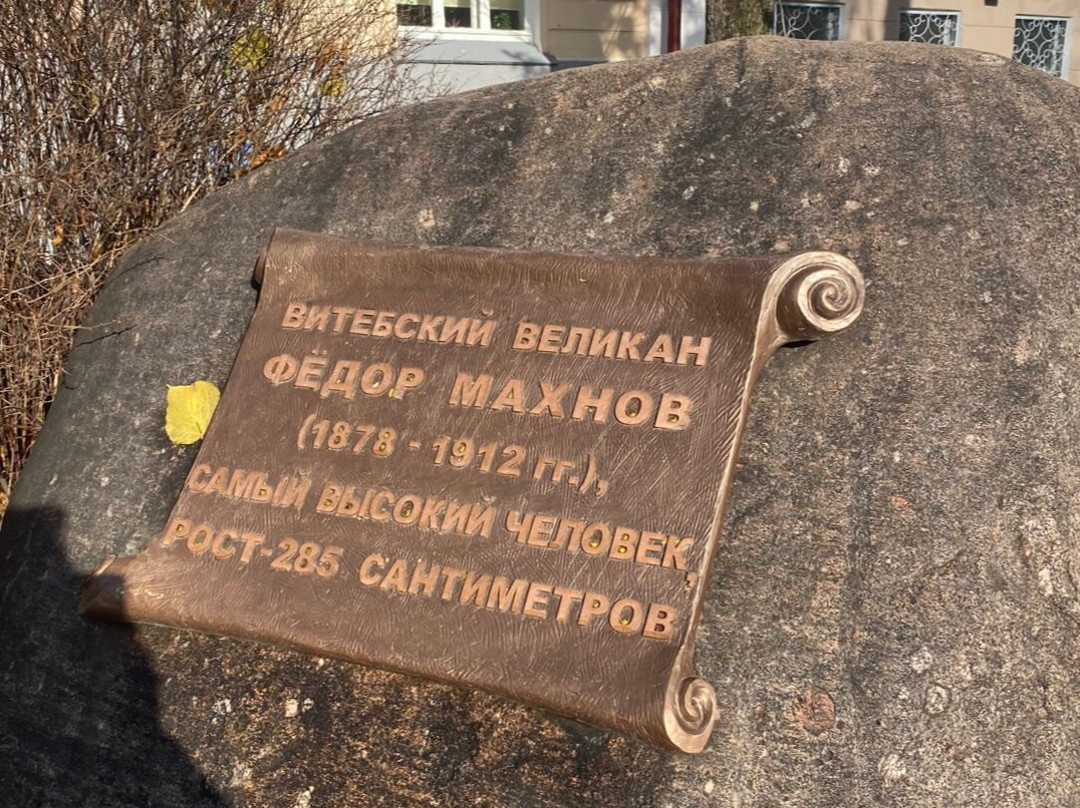 ВИТЕБСКИЙ ВЕЛИКАН
ФЁДОР МАХНОВ
(1878 - 1912 гг.),
САМЫЙ ВЫСОКИЙ ЧЕЛОВЕК,
РОСТ-285 САНТИМЕТРОВ